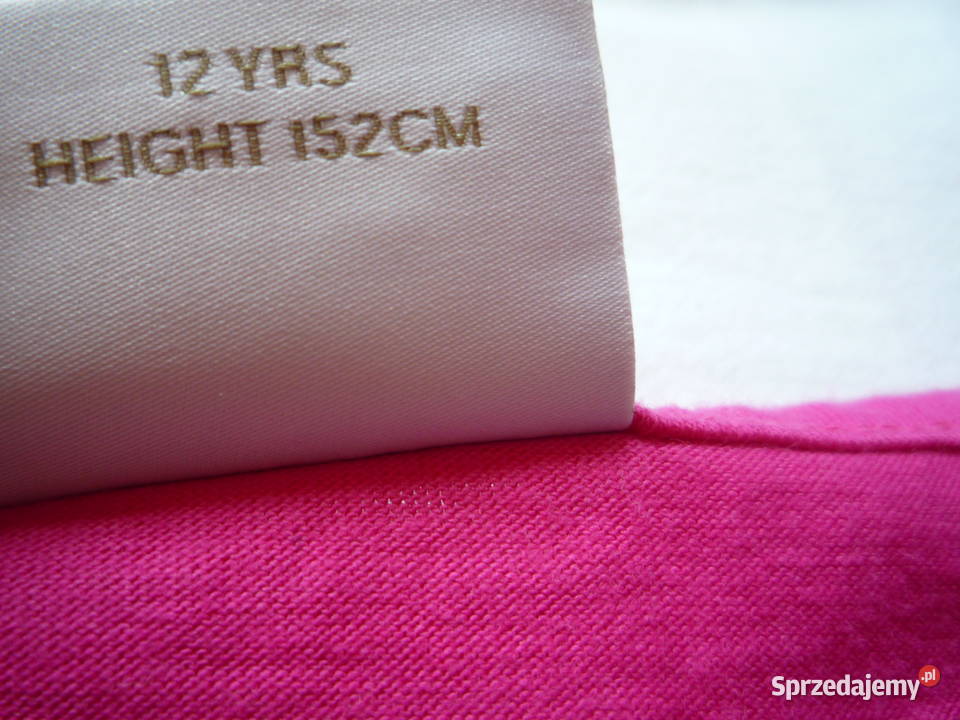 12 YRS
HEIGHT 152CM
Sprzedajemy.pl